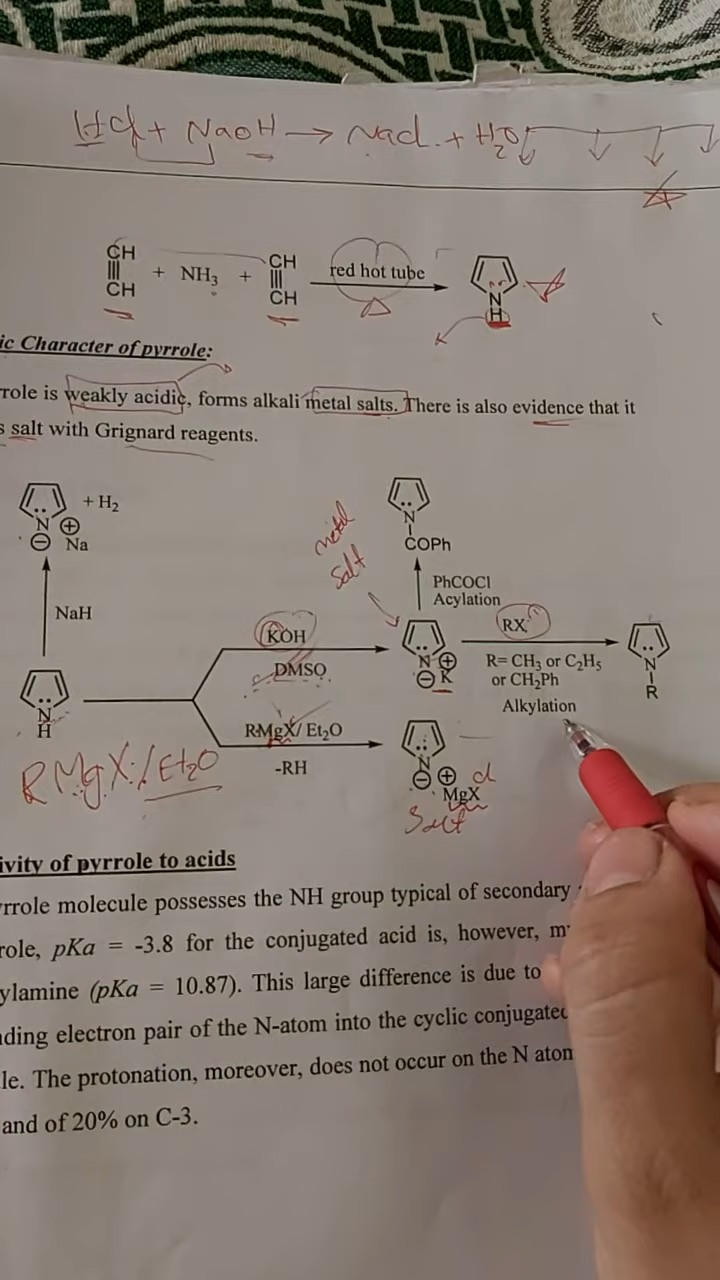 HCl + NaOH → NaCl + H2O
CH
CH
+ NH3 +
CH
CH
red hot tube
N
H
ic Character of pyrrole:
rrole is weakly acidic, forms alkali metal salts. There is also evidence that it
s salt with Grignard reagents.
+ H2
N
⊕
⊖ Na
NaH
N
COPh
metal
salt
PhCOCl
Acylation
KOH
DMSO
N ⊕
⊖ K
RX
R= CH3 or C2H5
or CH2Ph
Alkylation
N
R
N
H
RMgX/ Et2O
-RH
RMgX / Et2O
N
⊖ ⊕
MgX
Salt
ivity of pyrrole to acids
rrole molecule possesses the NH group typical of secondary
role, pKa = -3.8 for the conjugated acid is, however, m
ylamine (pKa = 10.87). This large difference is due to
ding electron pair of the N-atom into the cyclic conjugated
le. The protonation, moreover, does not occur on the N atom
and of 20% on C-3.